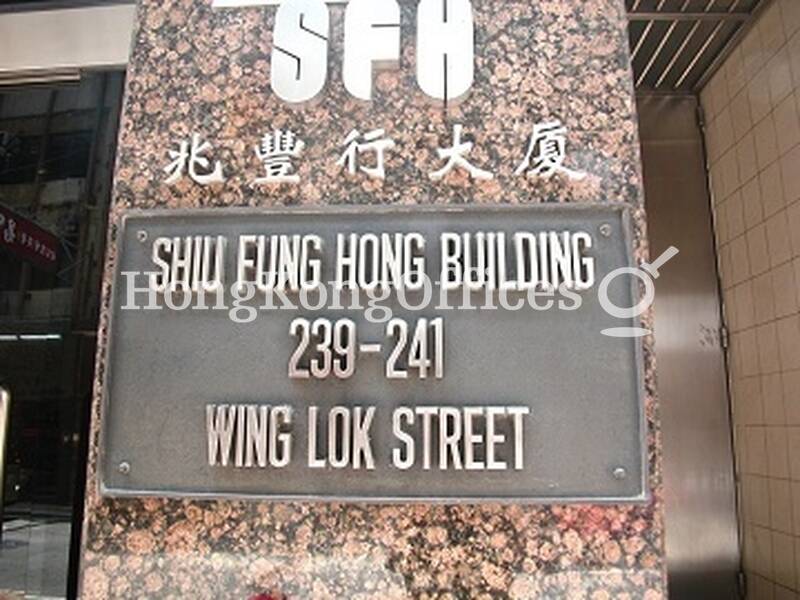 SFH
兆豐行大廈
SHIU FUNG HONG BUILDING
HongKongOffices
239-241
WING LOK STREET